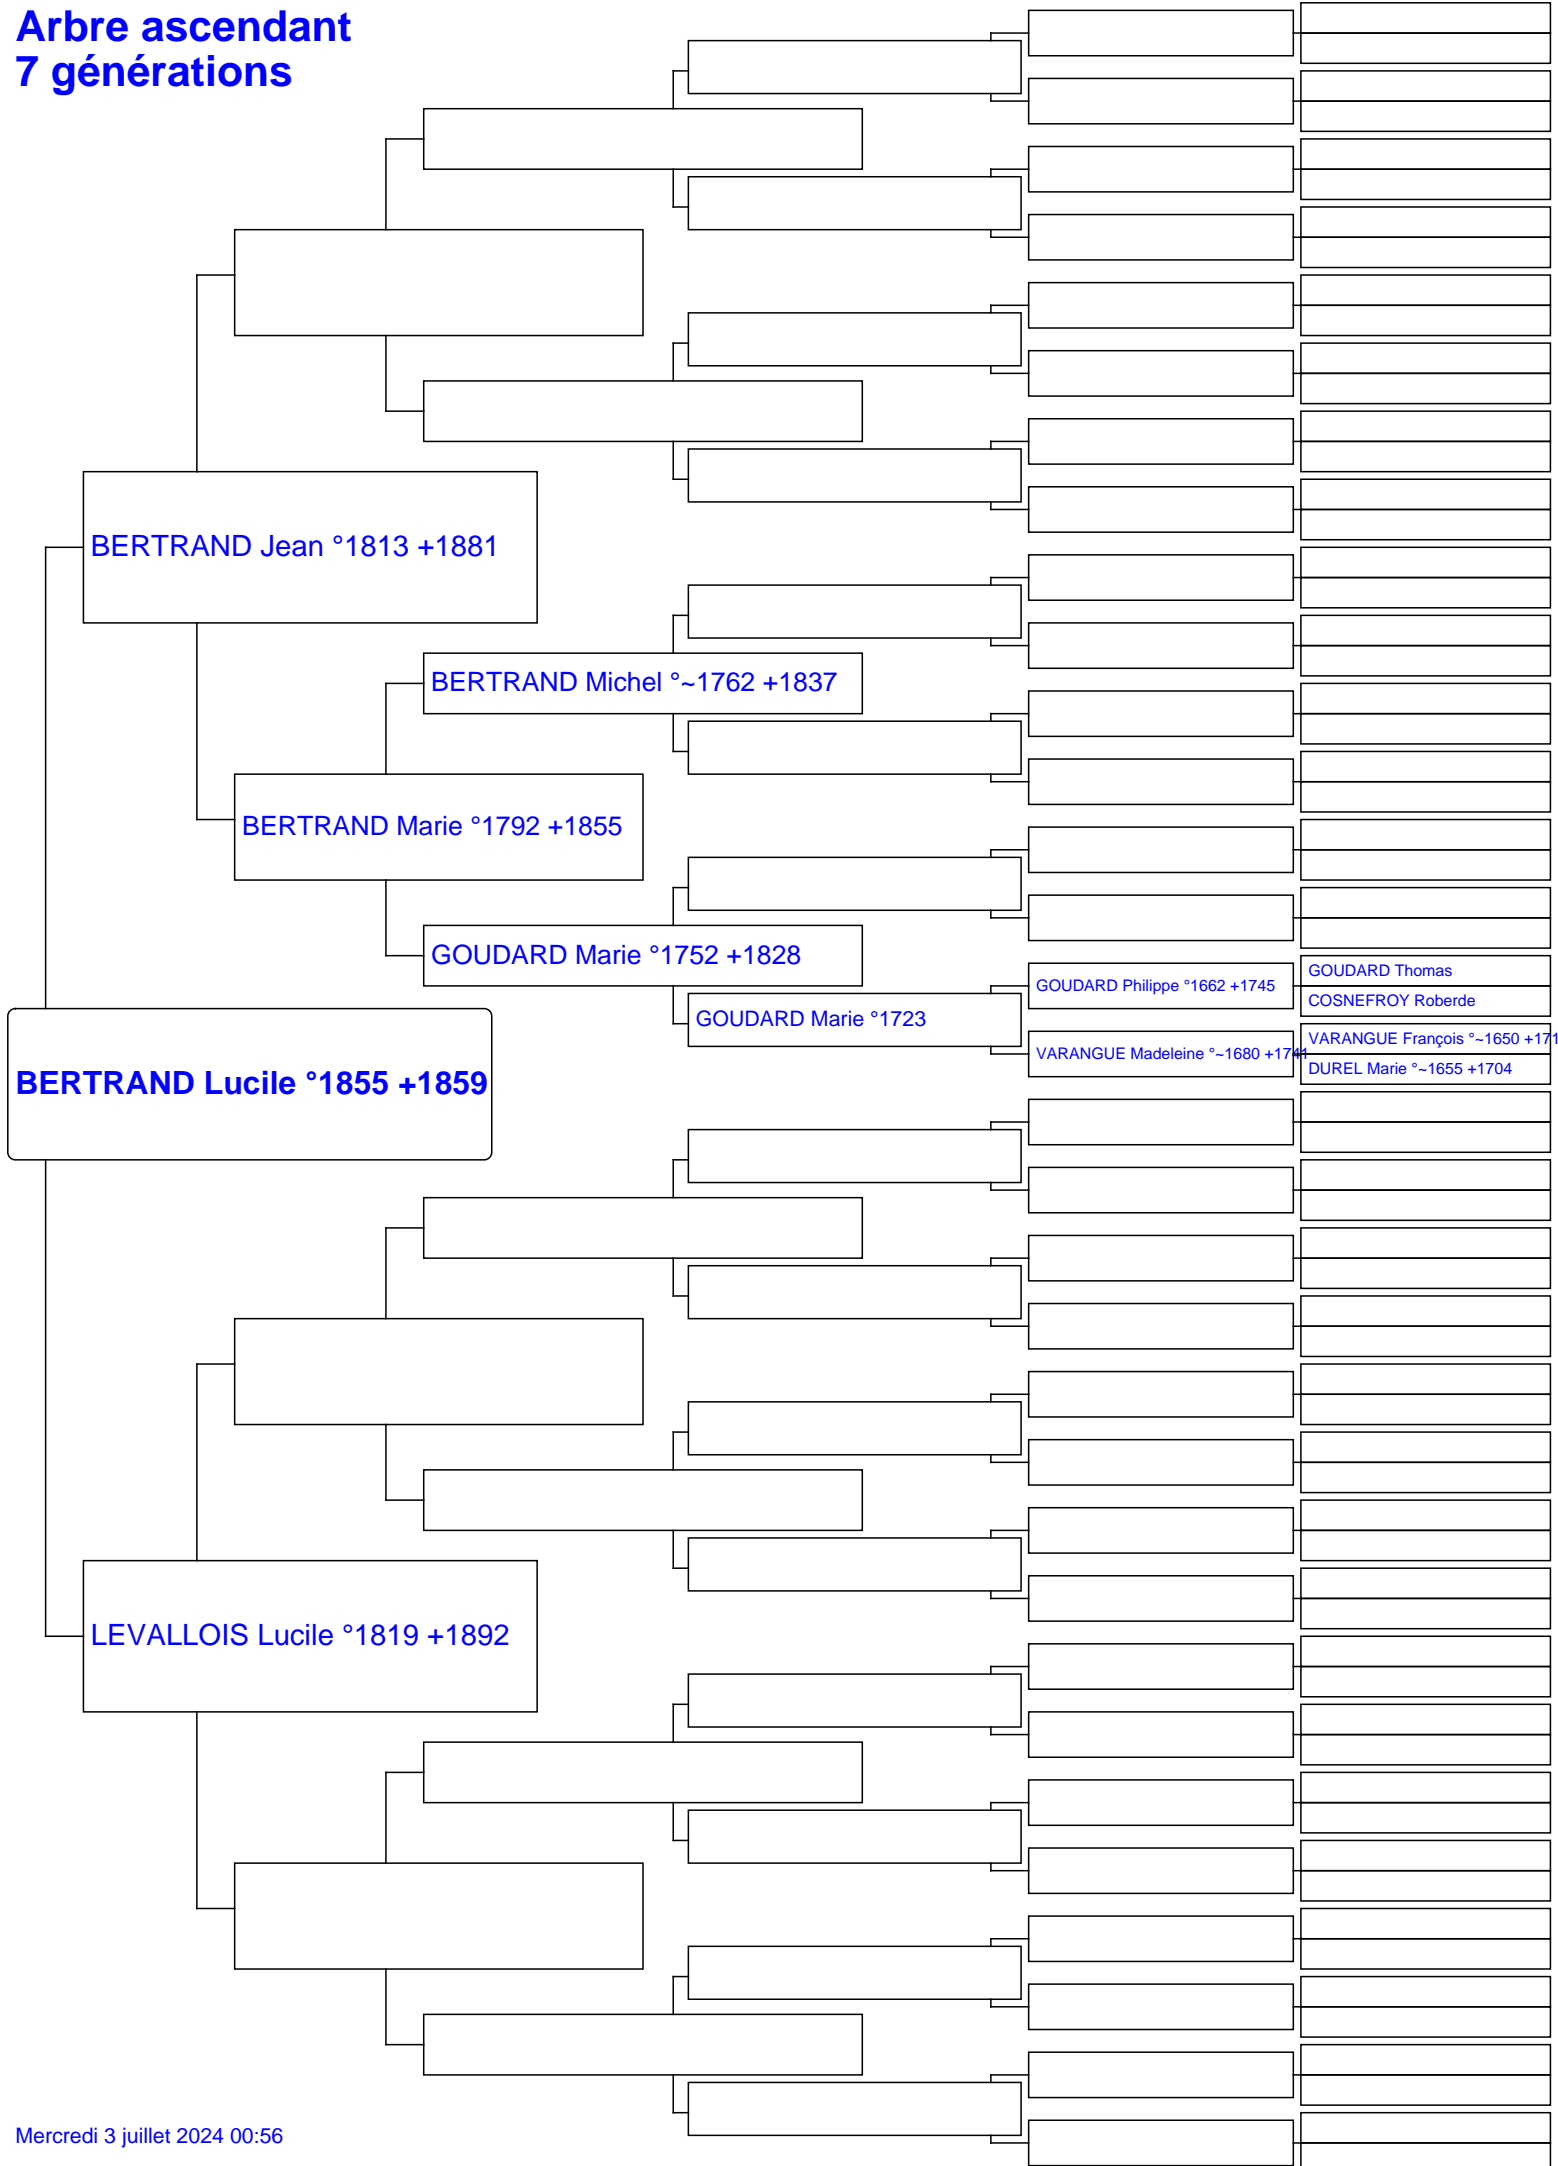 Arbre ascendant
7 générations
BERTRAND Jean °1813 +1881
BERTRAND Michel °~1762 +1837
BERTRAND Marie °1792 +1855
GOUDARD Marie °1752 +1828
GOUDARD Thomas
GOUDARD Philippe °1662 +1745
COSNEFROY Roberde
GOUDARD Marie °1723
VARANGUE François °~1650 +171
VARANGUE Madeleine °~1680 +1741
DUREL Marie °~1655 +1704
BERTRAND Lucile °1855 +1859
LEVALLOIS Lucile °1819 +1892
Mercredi 3 juillet 2024 00:56